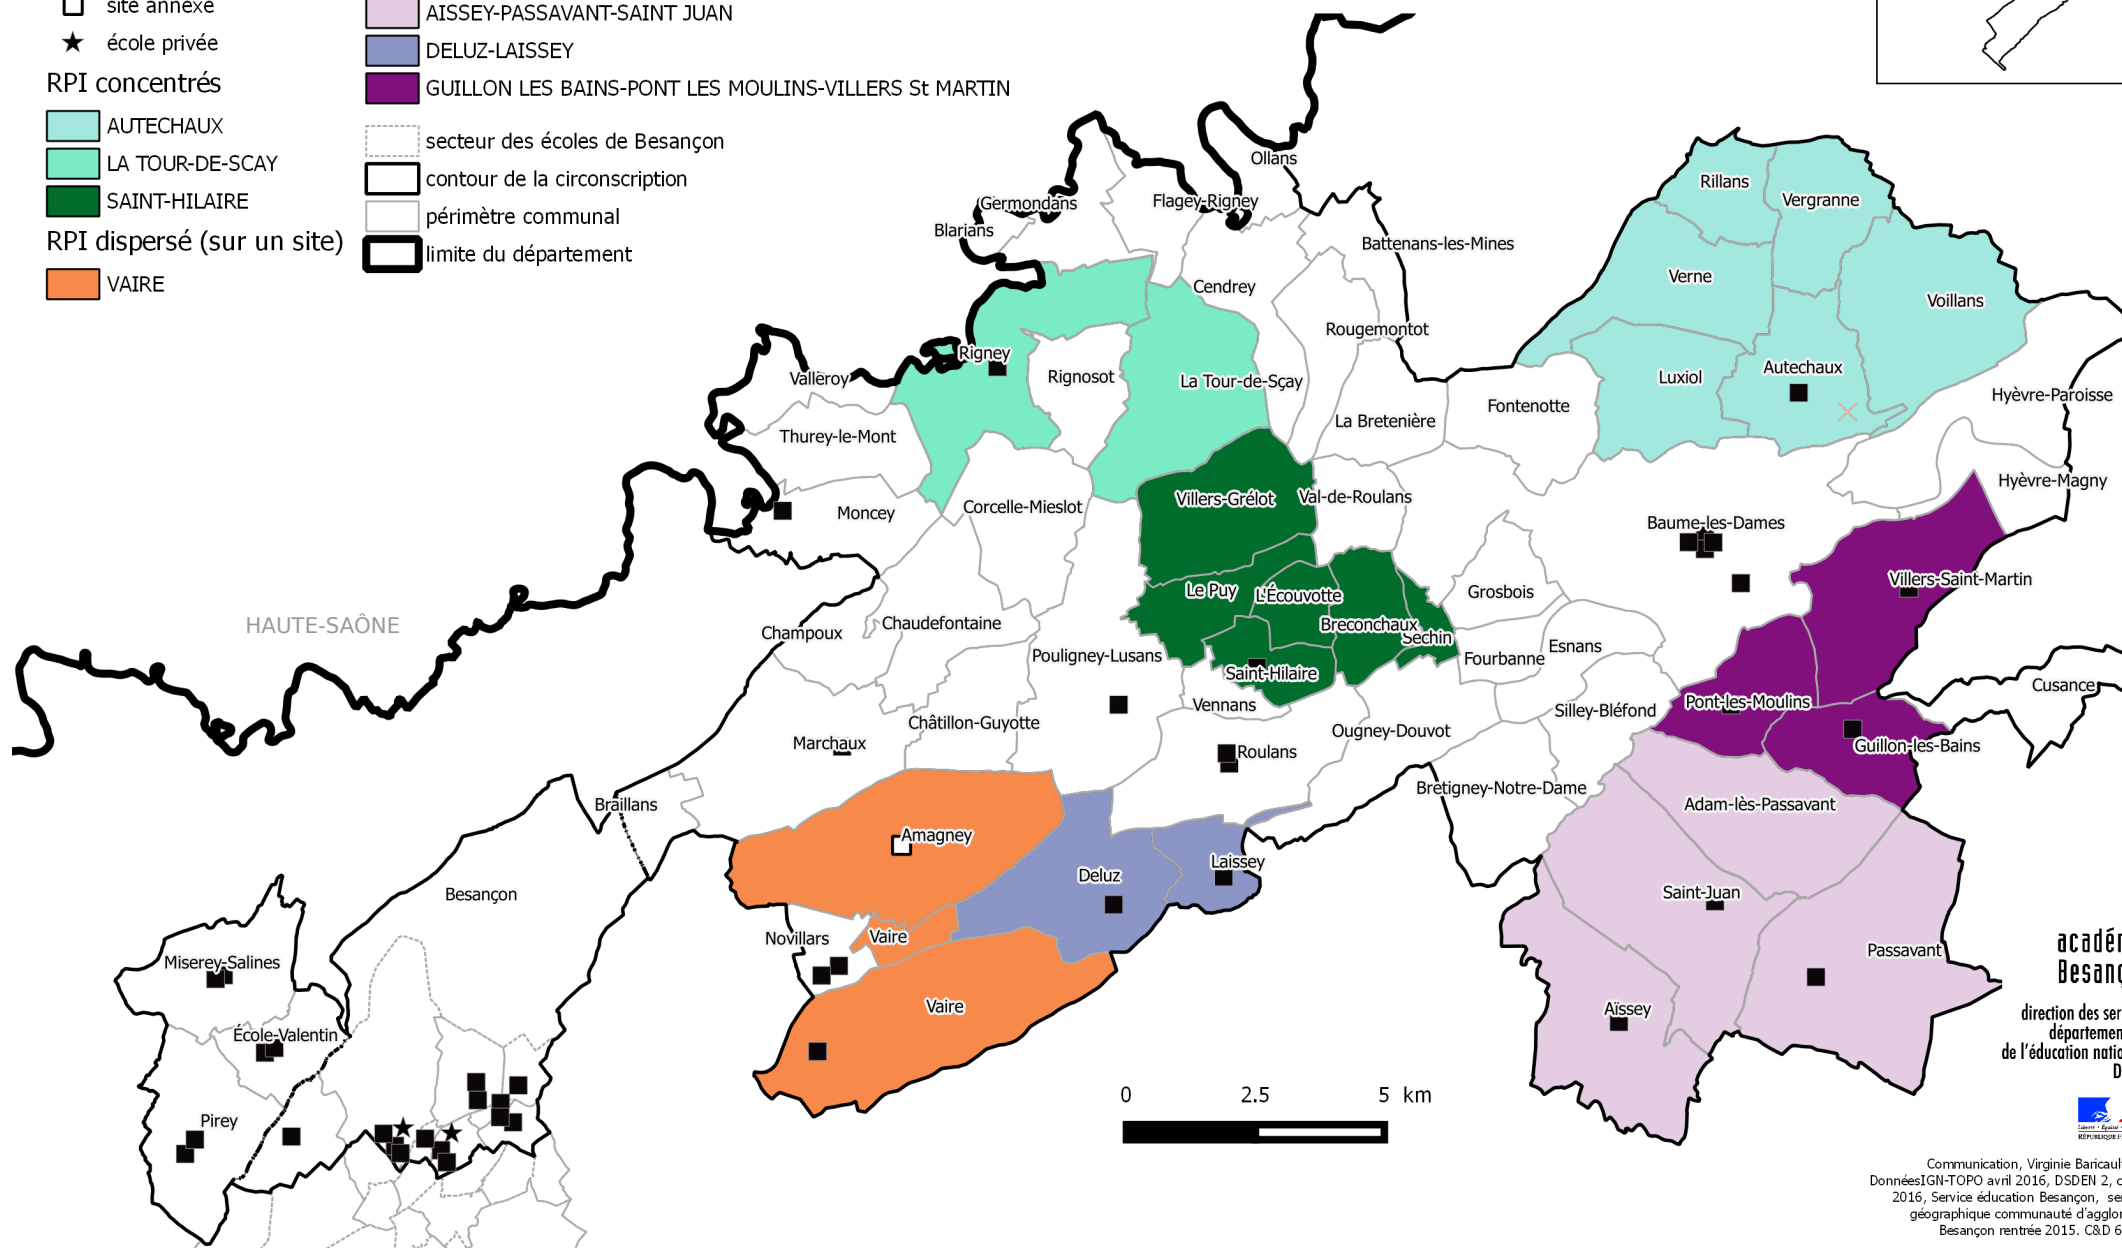 site annexe
école privée
RPI concentrés
AUTECHAUX
LA TOUR-DE-SCAY
SAINT-HILAIRE
RPI dispersé (sur un site)
VAIRE
AISSEY-PASSAVANT-SAINT JUAN
DELUZ-LAISSEY
GUILLON LES BAINS-PONT LES MOULINS-VILLERS St MARTIN
secteur des écoles de Besançon
contour de la circonscription
périmètre communal
limite du département
Ollans
Germondans
Flagey-Rigney
Blarians
Battenans-les-Mines
Rillans
Vergranne
Verne
Voillans
Cendrey
Rougemontot
Rigney
Rignosot
La Tour-de-Sçay
Valleroy
Luxiol
Autechaux
Hyèvre-Paroisse
Fontenotte
La Bretenière
Thurey-le-Mont
Hyèvre-Magny
Villers-Grélot
Val-de-Roulans
Corcelle-Mieslot
Moncey
Baume-les-Dames
Villers-Saint-Martin
Le Puy
L'Écouvotte
Grosbois
HAUTE-SAÔNE
Champoux
Chaudefontaine
Breconchaux
Séchin
Esnans
Pouligney-Lusans
Fourbanne
Saint-Hilaire
Cusance
Vennans
Pont-les-Moulins
Silley-Bléfond
Châtillon-Guyotte
Ougney-Douvot
Marchaux
Roulans
Guillon-les-Bains
Bretigney-Notre-Dame
Braillans
Adam-lès-Passavant
Amagney
Laissey
Deluz
Besançon
Saint-Juan
Novillars
Vaire
Passavant
Miserey-Salines
Vaire
Aïssey
École-Valentin
Pirey
0 2.5 5 km
acadé
Besan
direction des ser
départemen
de l'éducation natio
D
RÉPUBLIQUE F
Communication, Virginie Baricaul
DonnéesIGN-TOPO avril 2016, DSDEN 2, c
2016, Service éducation Besançon, se
géographique communauté d'agglo
Besançon rentrée 2015. C&D 6